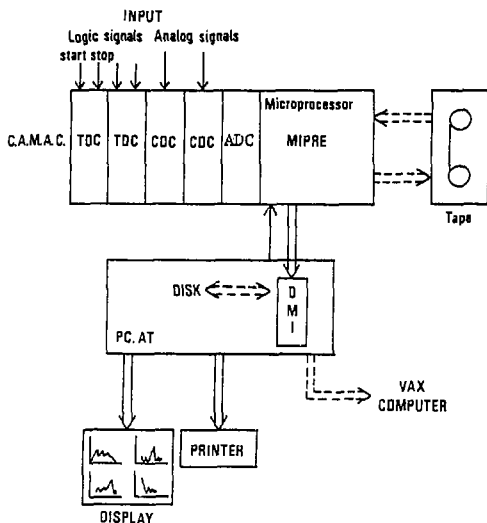 INPUT
Logic signals Analog signals
start stop
Microprocessor
C.A.M.A.C. TDC TDC CDC CDC ADC MIPRE
Tape
DISK
D
M
I
PC.AT
VAX
COMPUTER
PRINTER
DISPLAY